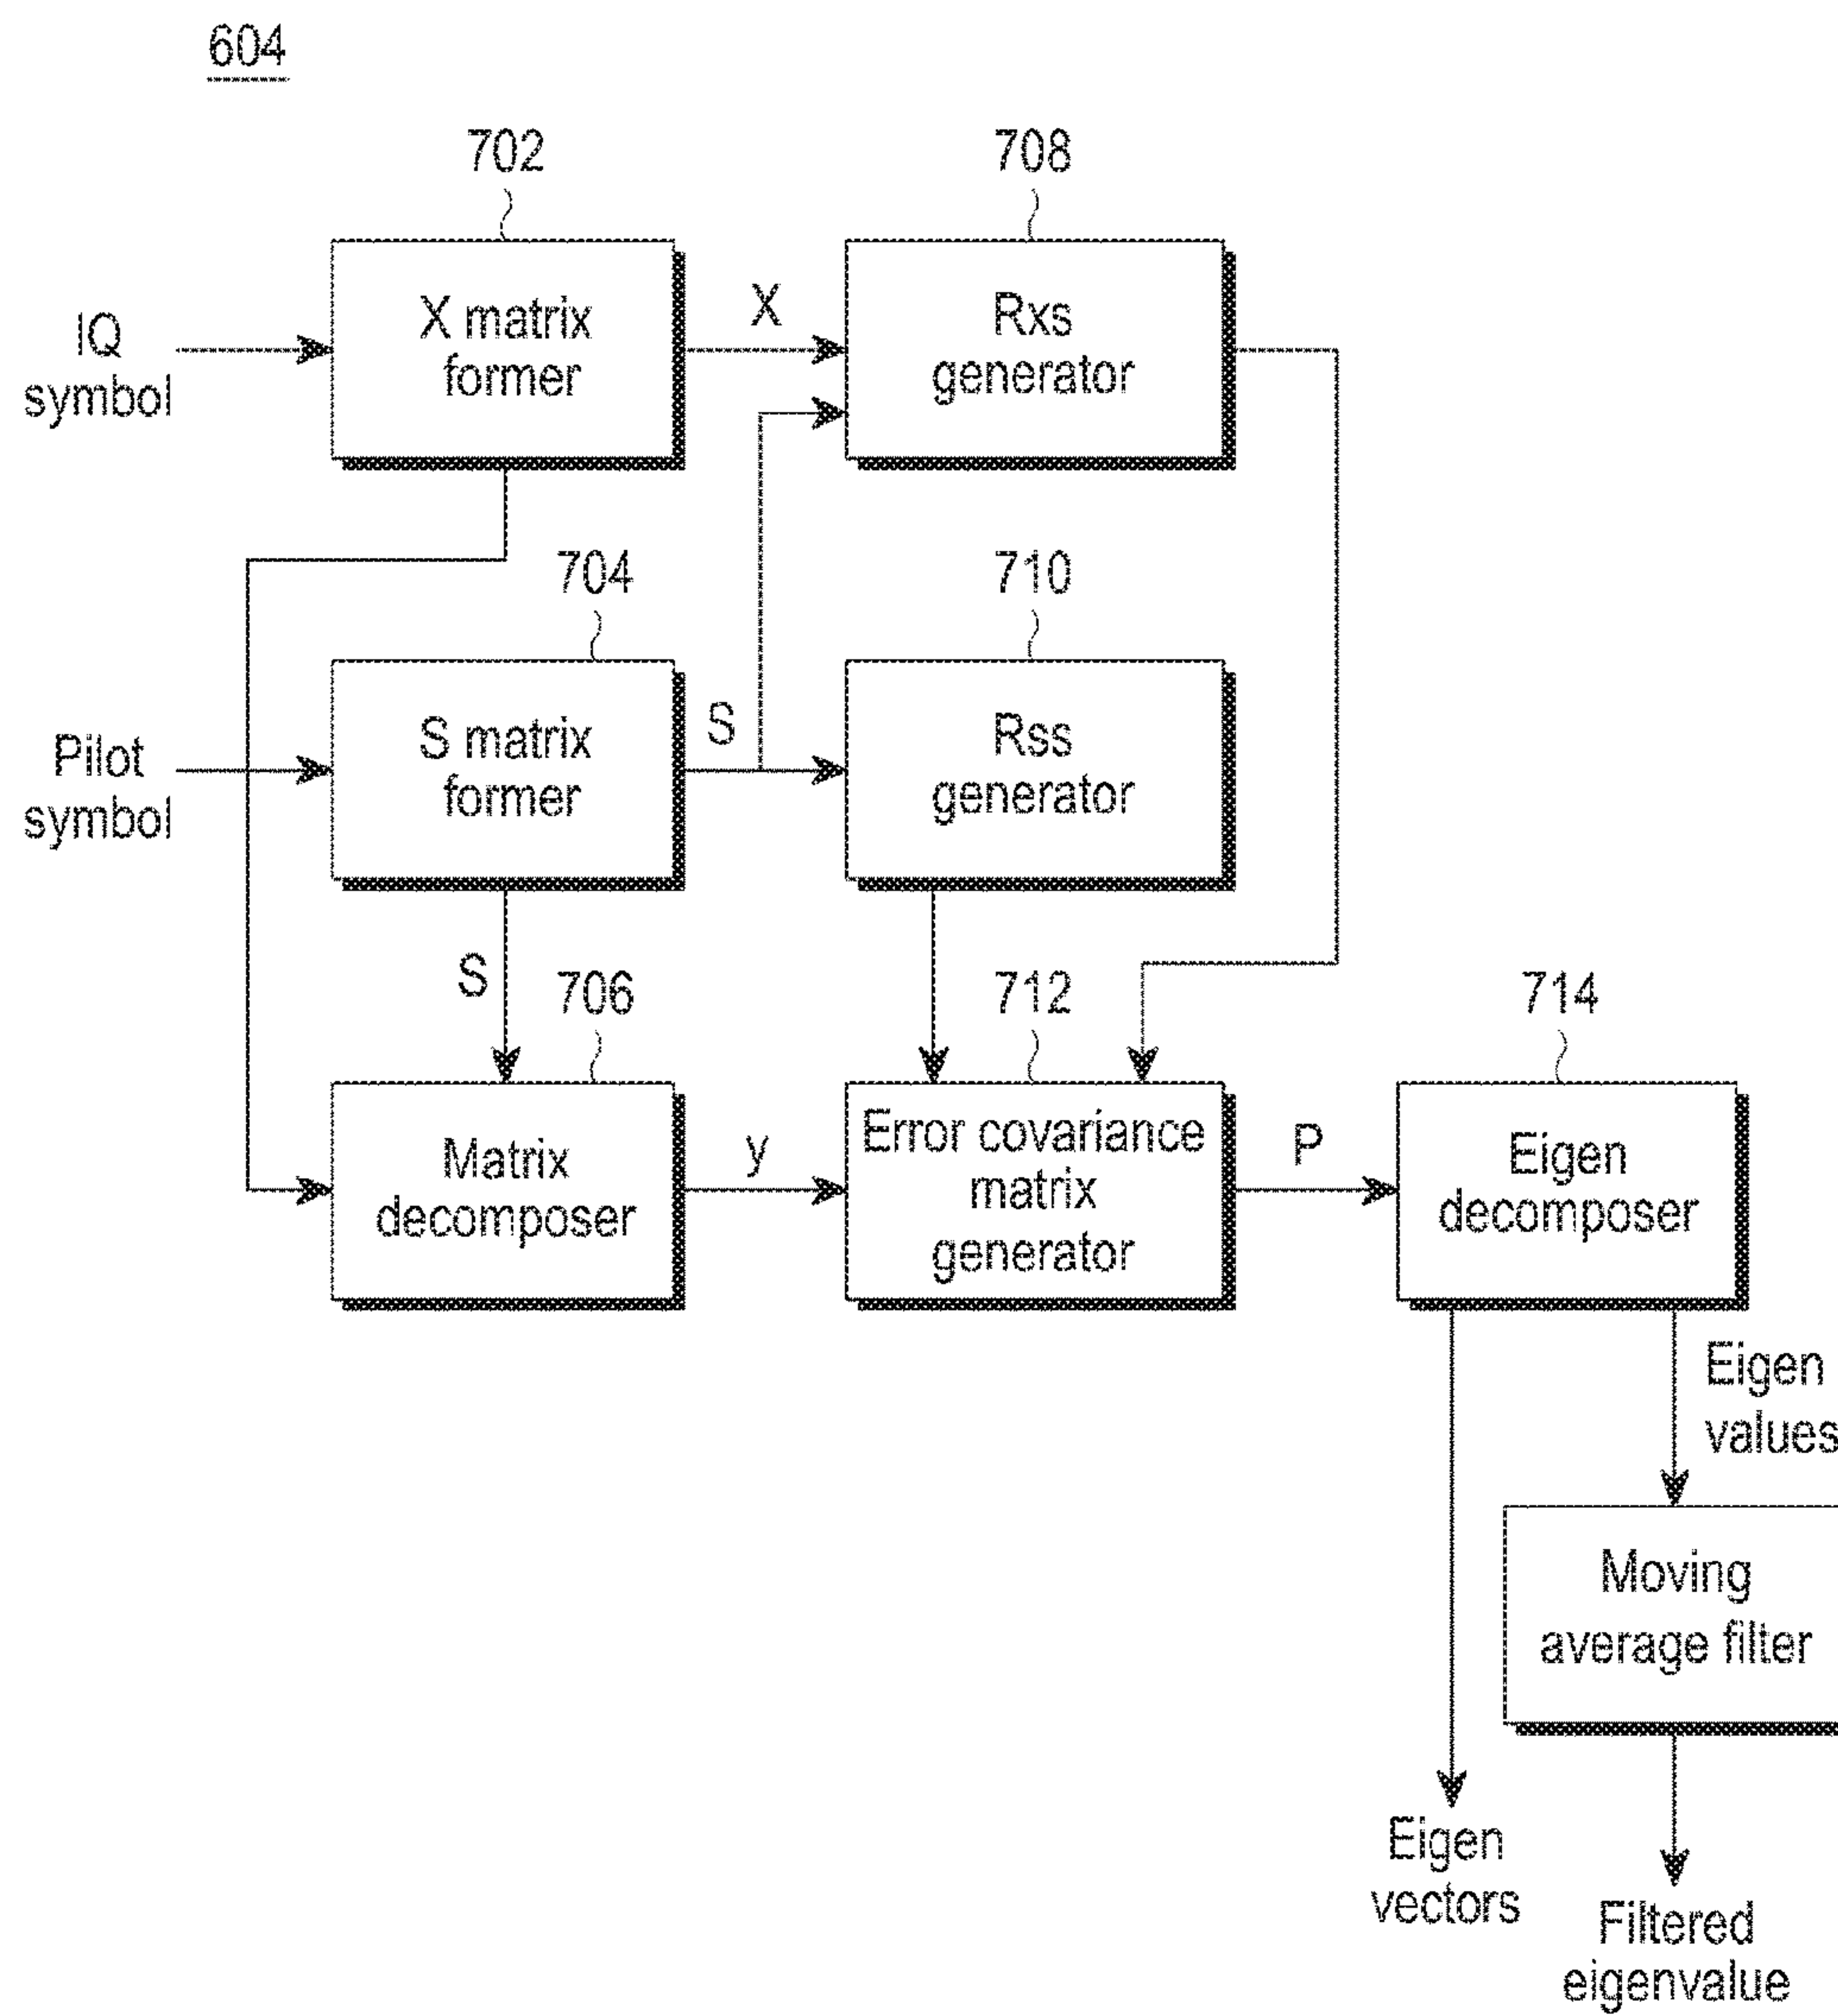 604
702
708
IQ
symbol
X matrix
former
X
Rxs
generator
704
710
Pilot
symbol
S matrix
former
S
Rss
generator
S
706
712
714
Matrix
decomposer
y
Error covariance
matrix
generator
P
Eigen
decomposer
Eigen
values
Moving
average filter
Eigen
vectors
Filtered
eigenvalue